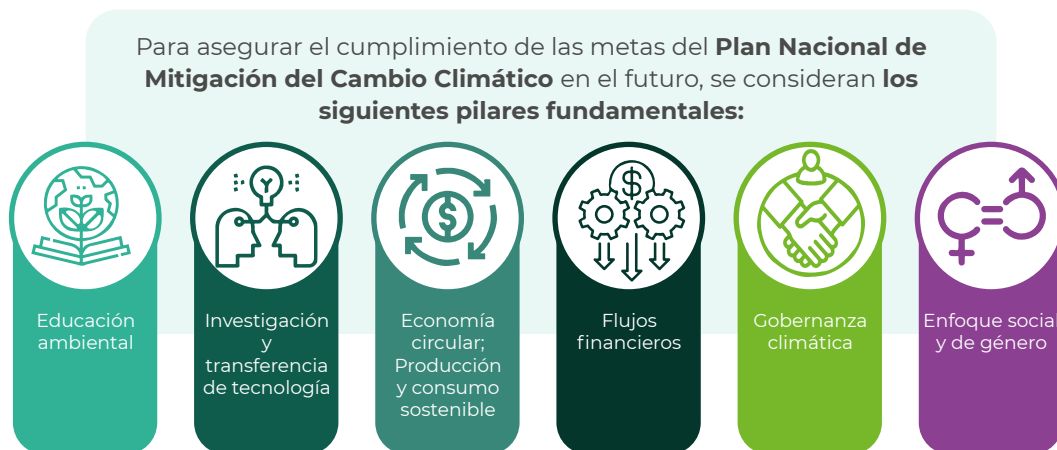 Para asegurar el cumplimiento de las metas del Plan Nacional de
Mitigación del Cambio Climático en el futuro, se consideran los
siguientes pilares fundamentales:
Educación
ambiental
Investigación
y
transferencia
de tecnología
Economía
circular;
Producción
y consumo
sostenible
Flujos
financieros
Gobernanza
climática
Enfoque social
y de género